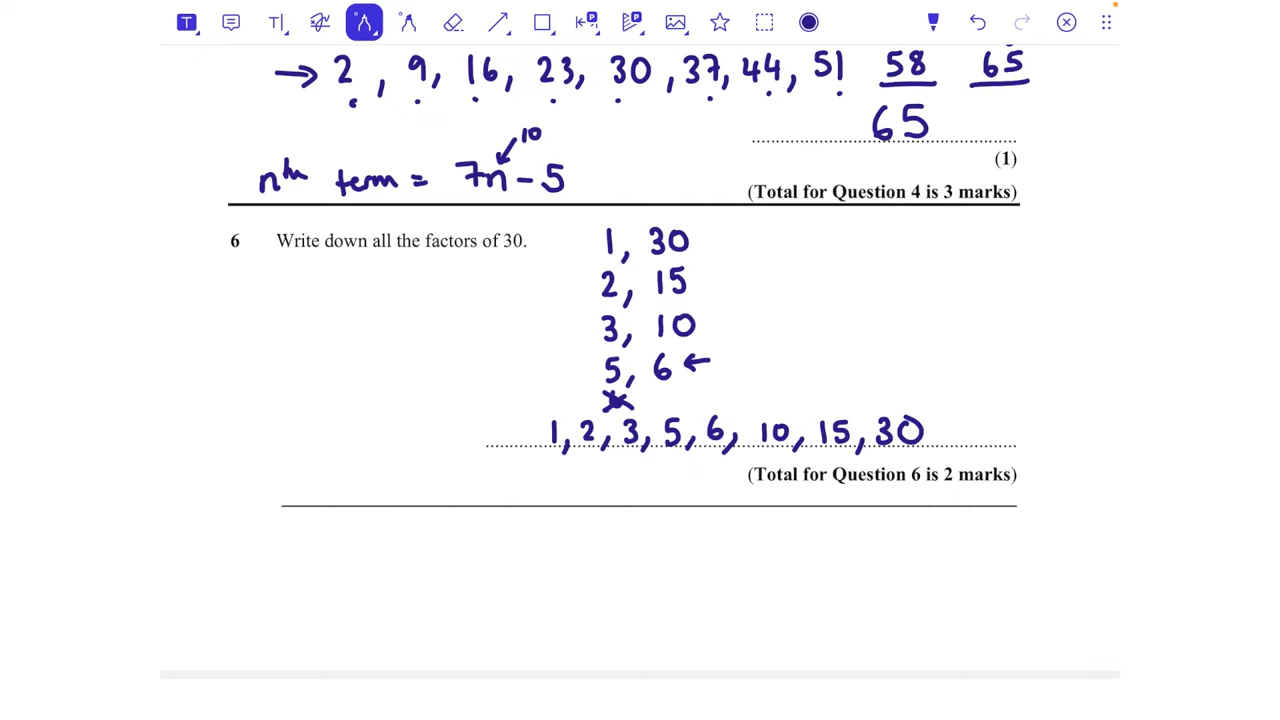 → 2, 9, 16, 23, 30, 37, 44, 51 58 65
65
(1)
10
nth term = 7n - 5
(Total for Question 4 is 3 marks)
6 Write down all the factors of 30.
1, 30
2, 15
3, 10
5, 6 ←
1, 2, 3, 5, 6, 10, 15, 30
(Total for Question 6 is 2 marks)